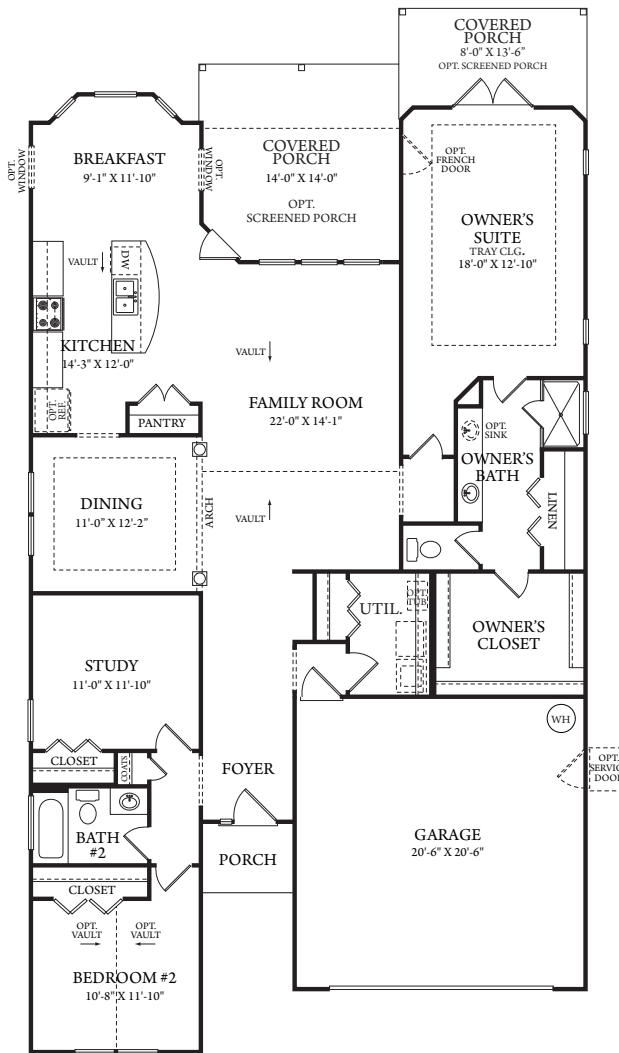 COVERED
PORCH
8'-0" X 13'-6"
OPT. SCREENED PORCH
BREAKFAST
9'-1" X 11'-10"
OPT.
WINDOW
OPT.
WINDOW
COVERED
PORCH
14'-0" X 14'-0"
OPT.
SCREENED PORCH
OPT.
FRENCH
DOOR
OWNER'S
SUITE
TRAY CLG.
18'-0" X 12'-10"
VAULT
DW
KITCHEN
14'-3" X 12'-0"
OPT.
REF.
PANTRY
VAULT
FAMILY ROOM
22'-0" X 14'-1"
OPT.
SINK
OWNER'S
BATH
LINEN
DINING
11'-0" X 12'-2"
ARCH
VAULT
UTIL.
OPT.
TUB
OWNER'S
CLOSET
STUDY
11'-0" X 11'-10"
CLOSET
COATS
FOYER
WH
OPT.
SERVIC
DOOR
BATH
#2
PORCH
GARAGE
20'-6" X 20'-6"
CLOSET
OPT.
VAULT
OPT.
VAULT
BEDROOM #2
10'-8" X 11'-10"